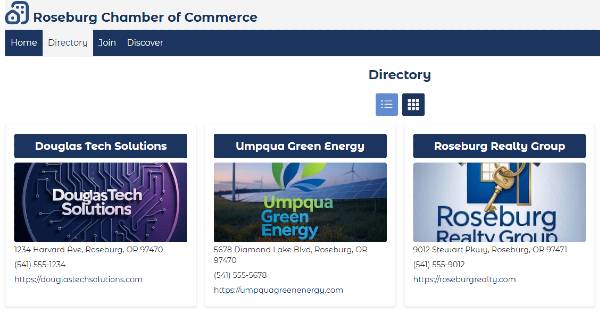 Roseburg Chamber of Commerce
Home Directory Join Discover
Directory
Douglas Tech Solutions
DouglasTech
Solutions
1234 Harvard Ave, Roseburg, OR 97470
(541) 555-1234
https://douglastechsolutions.com
Umpqua Green Energy
Umpqua
Green
Energy
5678 Diamond Lake Blvd, Roseburg, OR
97470
(541) 555-5678
https://umpquagreenenergy.com
Roseburg Realty Group
Roseburg
Realty Group
9012 Stewart Pkwy, Roseburg, OR 97471
(541) 555-9012
https://roseburgrealty.com